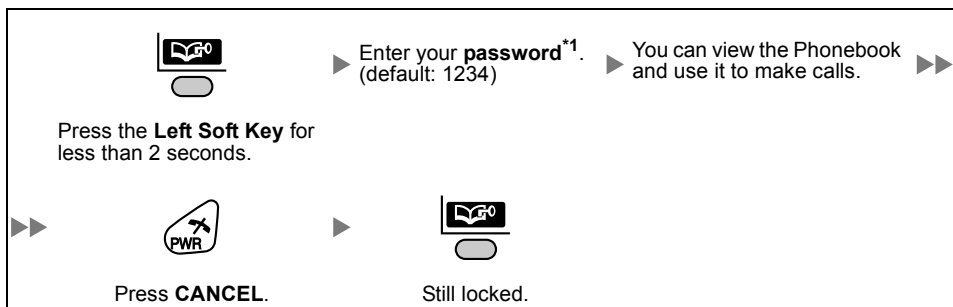 Enter your password*1.
(default: 1234)
You can view the Phonebook
and use it to make calls.
Press the Left Soft Key for
less than 2 seconds.
PWR
Press CANCEL.
Still locked.